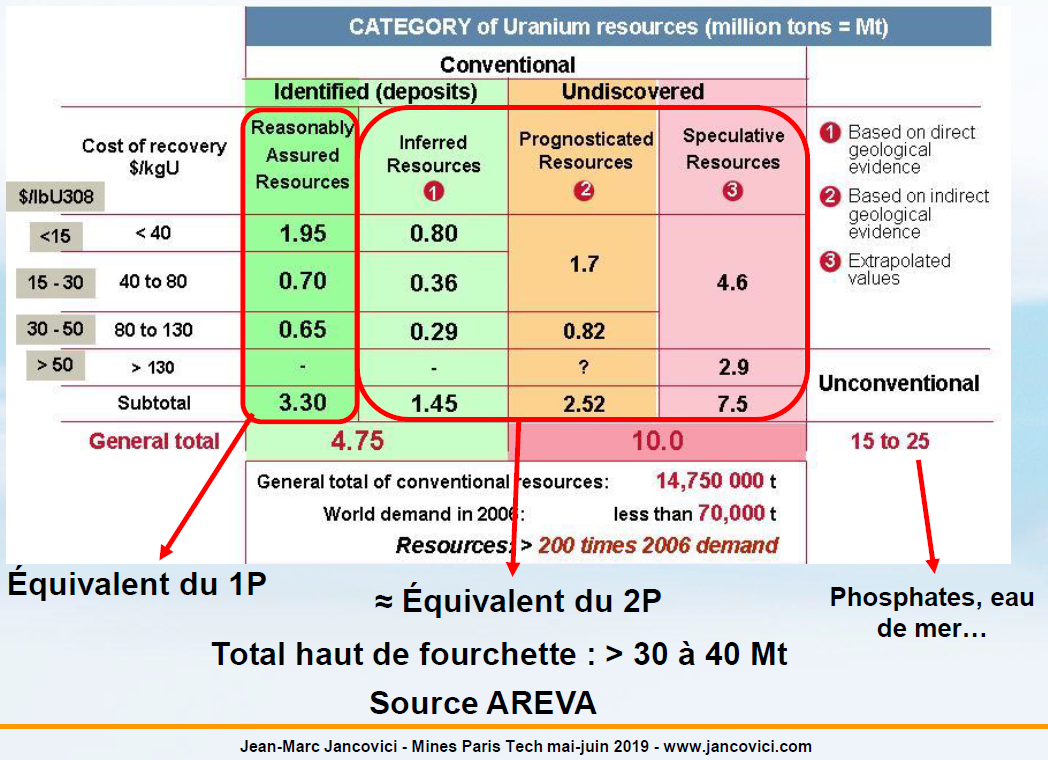 CATEGORY of Uranium resources (million tons = Mt)
Conventional
Identified (deposits) Undiscovered
Cost of recovery
$/kgU
$/lbU308
Reasonably
Assured
Resources
Inferred
Resources
1
Prognosticated
Resources
2
Speculative
Resources
3
1 Based on direct
geological
evidence
2 Based on indirect
geological
evidence
3 Extrapolated
values
<15 < 40 1.95 0.80
1.7
15 - 30 40 to 80 0.70 0.36 4.6
30 - 50 80 to 130 0.65 0.29 0.82
> 50 > 130 - - ? 2.9
Unconventional
Subtotal 3.30 1.45 2.52 7.5
General total 4.75 10.0 15 to 25
General total of conventional resources: 14,750 000 t
World demand in 2006: less than 70,000 t
Resources: > 200 times 2006 demand
Équivalent du 1P
≈ Équivalent du 2P
Phosphates, eau
de mer…
Total haut de fourchette : > 30 à 40 Mt
Source AREVA
Jean-Marc Jancovici - Mines Paris Tech mai-juin 2019 - www.jancovici.com